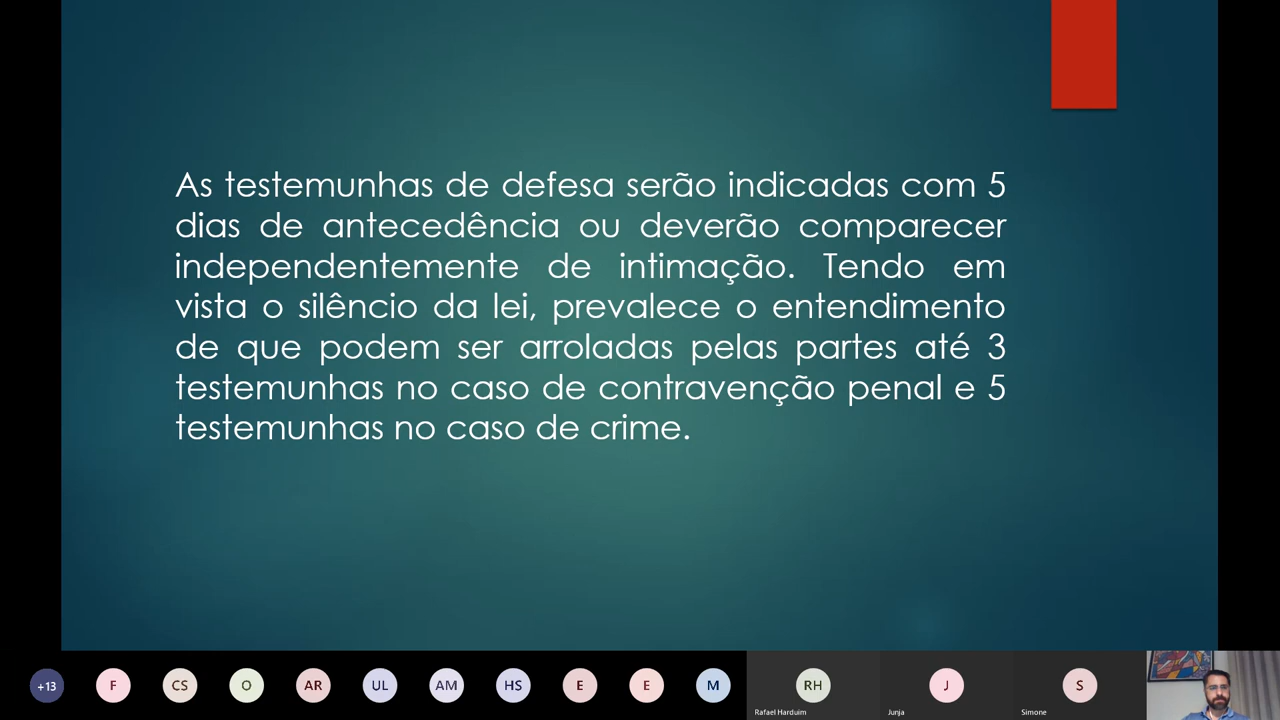 As testemunhas de defesa serão indicadas com 5
dias de antecedência ou deverão comparecer
independentemente de intimação. Tendo em
vista o silêncio da lei, prevalece o entendimento
de que podem ser arroladas pelas partes até 3
testemunhas no caso de contravenção penal e 5
testemunhas no caso de crime.
+13 F CS O AR UL AM HS E E M RH J S
Rafael Harduim Junja Simone